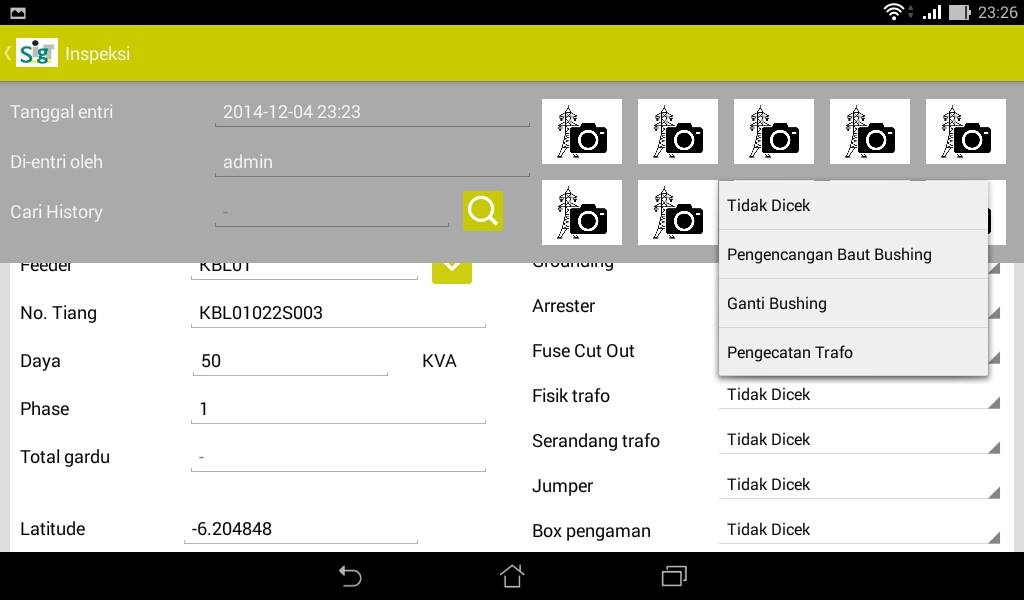 23:26
SigiT Inspeksi
Tanggal entri 2014-12-04 23:23
Di-entri oleh admin
Cari History -
Feeder KBL01
No. Tiang KBL01022S003
Daya 50 KVA
Phase 1
Total gardu -
Latitude -6.204848
Grounding
Arrester
Fuse Cut Out
Fisik trafo Tidak Dicek
Serandang trafo Tidak Dicek
Jumper Tidak Dicek
Box pengaman Tidak Dicek
Tidak Dicek
Pengencangan Baut Bushing
Ganti Bushing
Pengecatan Trafo